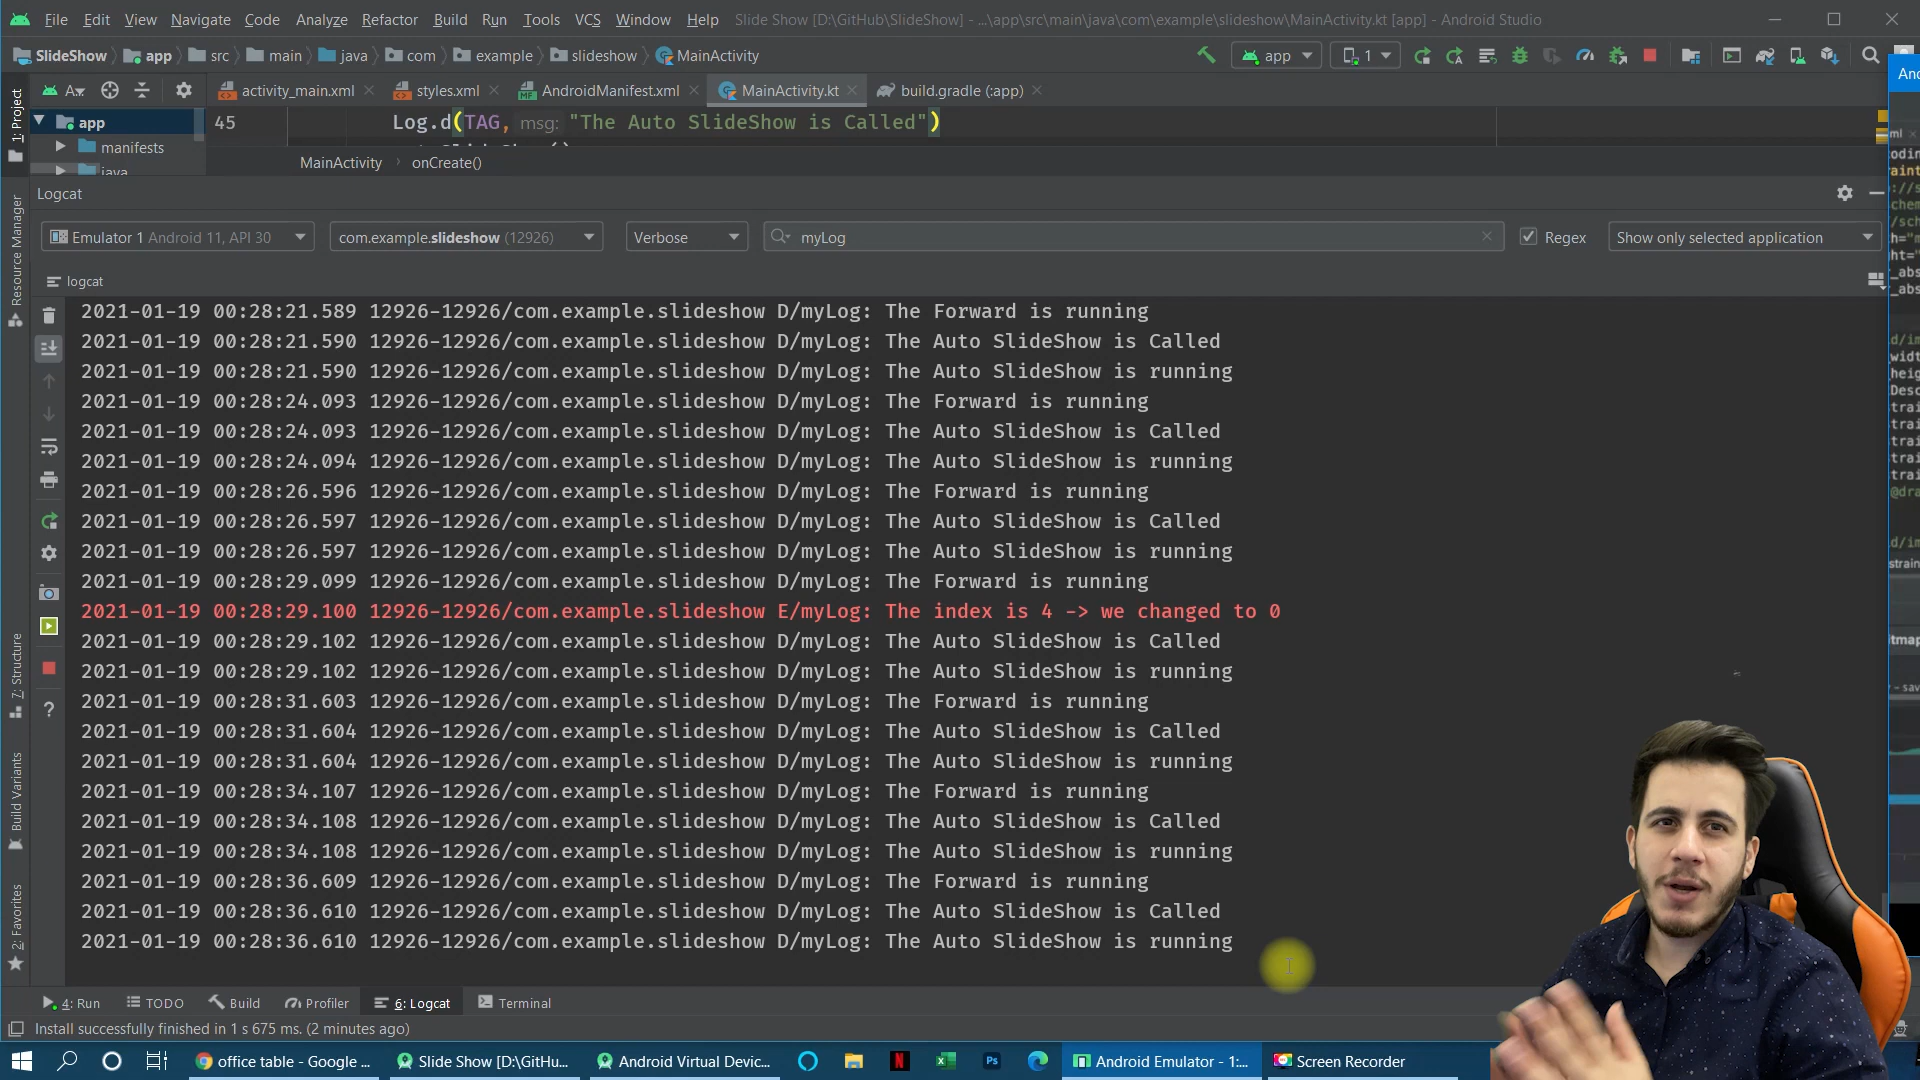 File Edit View Navigate Code Analyze Refactor Build Run Tools VCS Window Help Slide Show [D:\GitHub\SlideShow] - ...\app\src\main\java\com\example\slideshow\MainActivity.kt [app] - Android Studio
SlideShow app src main java com example slideshow MainActivity app 1
activity_main.xml styles.xml AndroidManifest.xml MainActivity.kt build.gradle (:app)
1: Project
app
manifests
java
45 Log.d(TAG, msg: "The Auto SlideShow is Called")
MainActivity › onCreate()
Logcat
Resource Manager
Emulator 1 Android 11, API 30 com.example.slideshow (12926) Verbose myLog Regex Show only selected application
logcat
2021-01-19 00:28:21.589 12926-12926/com.example.slideshow D/myLog: The Forward is running
2021-01-19 00:28:21.590 12926-12926/com.example.slideshow D/myLog: The Auto SlideShow is Called
2021-01-19 00:28:21.590 12926-12926/com.example.slideshow D/myLog: The Auto SlideShow is running
2021-01-19 00:28:24.093 12926-12926/com.example.slideshow D/myLog: The Forward is running
2021-01-19 00:28:24.093 12926-12926/com.example.slideshow D/myLog: The Auto SlideShow is Called
2021-01-19 00:28:24.094 12926-12926/com.example.slideshow D/myLog: The Auto SlideShow is running
2021-01-19 00:28:26.596 12926-12926/com.example.slideshow D/myLog: The Forward is running
2021-01-19 00:28:26.597 12926-12926/com.example.slideshow D/myLog: The Auto SlideShow is Called
2021-01-19 00:28:26.597 12926-12926/com.example.slideshow D/myLog: The Auto SlideShow is running
2021-01-19 00:28:29.099 12926-12926/com.example.slideshow D/myLog: The Forward is running
2021-01-19 00:28:29.100 12926-12926/com.example.slideshow E/myLog: The index is 4 -> we changed to 0
2021-01-19 00:28:29.102 12926-12926/com.example.slideshow D/myLog: The Auto SlideShow is Called
2021-01-19 00:28:29.102 12926-12926/com.example.slideshow D/myLog: The Auto SlideShow is running
2021-01-19 00:28:31.603 12926-12926/com.example.slideshow D/myLog: The Forward is running
2021-01-19 00:28:31.604 12926-12926/com.example.slideshow D/myLog: The Auto SlideShow is Called
2021-01-19 00:28:31.604 12926-12926/com.example.slideshow D/myLog: The Auto SlideShow is running
2021-01-19 00:28:34.107 12926-12926/com.example.slideshow D/myLog: The Forward is running
2021-01-19 00:28:34.108 12926-12926/com.example.slideshow D/myLog: The Auto SlideShow is Called
2021-01-19 00:28:34.108 12926-12926/com.example.slideshow D/myLog: The Auto SlideShow is running
2021-01-19 00:28:36.609 12926-12926/com.example.slideshow D/myLog: The Forward is running
2021-01-19 00:28:36.610 12926-12926/com.example.slideshow D/myLog: The Auto SlideShow is Called
2021-01-19 00:28:36.610 12926-12926/com.example.slideshow D/myLog: The Auto SlideShow is running
7: Structure
Build Variants
2: Favorites
4: Run TODO Build Profiler 6: Logcat Terminal
Install successfully finished in 1 s 675 ms. (2 minutes ago)
office table - Google ... Slide Show [D:\GitHu... Android Virtual Devic... Android Emulator - 1:... Screen Recorder